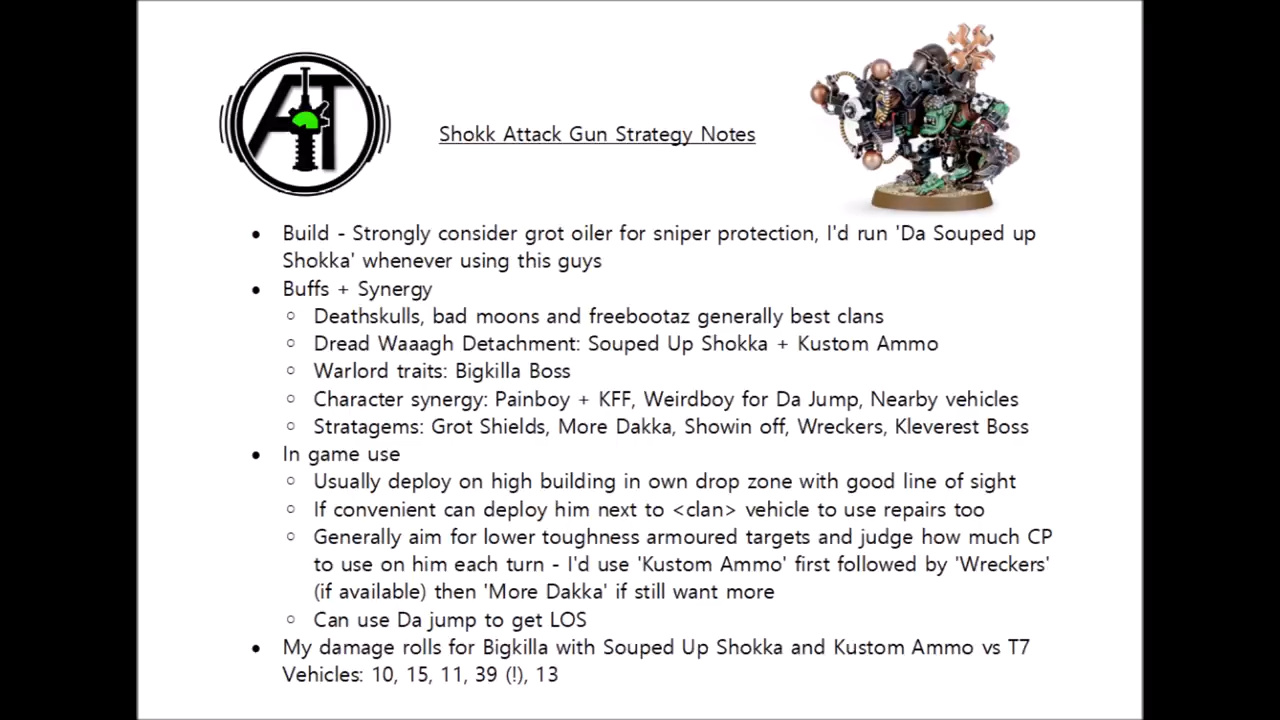 AT
Shokk Attack Gun Strategy Notes
• Build - Strongly consider grot oiler for sniper protection, I'd run 'Da Souped up
Shokka' whenever using this guys
• Buffs + Synergy
○ Deathskulls, bad moons and freebootaz generally best clans
○ Dread Waaagh Detachment: Souped Up Shokka + Kustom Ammo
○ Warlord traits: Bigkilla Boss
○ Character synergy: Painboy + KFF, Weirdboy for Da Jump, Nearby vehicles
○ Stratagems: Grot Shields, More Dakka, Showin off, Wreckers, Kleverest Boss
• In game use
○ Usually deploy on high building in own drop zone with good line of sight
○ If convenient can deploy him next to <clan> vehicle to use repairs too
○ Generally aim for lower toughness armoured targets and judge how much CP
to use on him each turn - I'd use 'Kustom Ammo' first followed by 'Wreckers'
(if available) then 'More Dakka' if still want more
○ Can use Da jump to get LOS
• My damage rolls for Bigkilla with Souped Up Shokka and Kustom Ammo vs T7
Vehicles: 10, 15, 11, 39 (!), 13